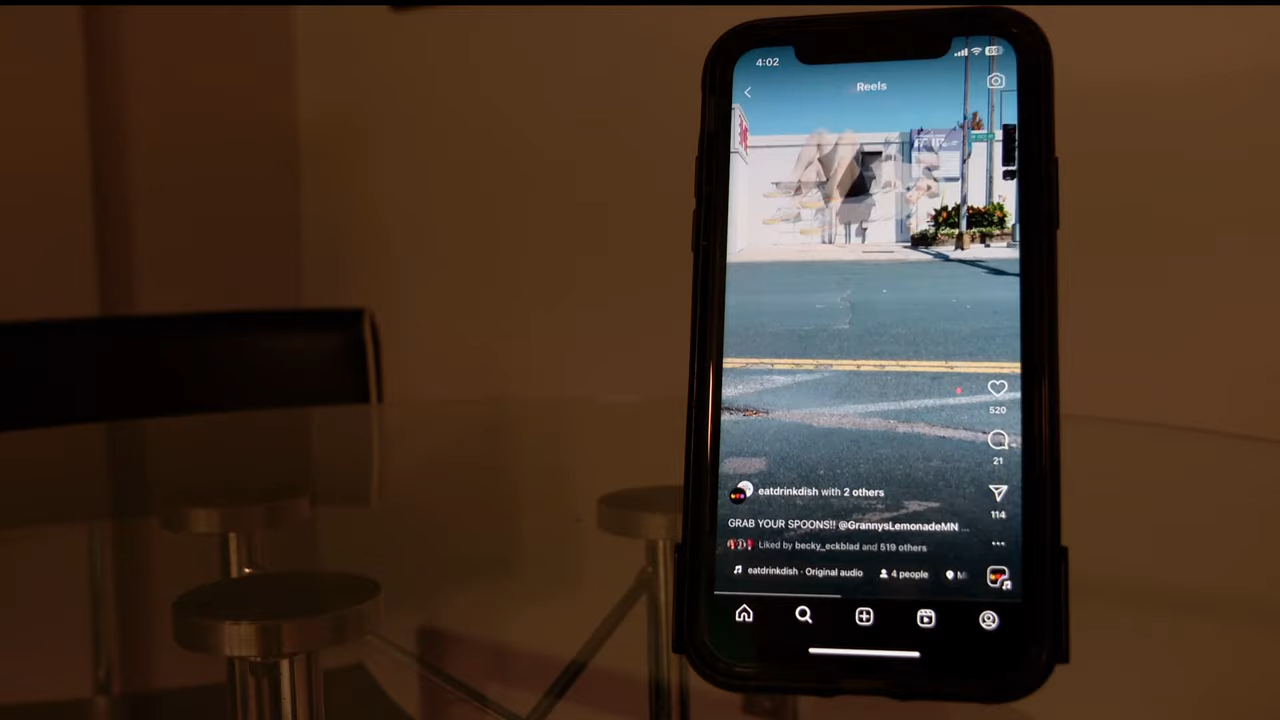 4:02
69
Reels
520
21
eatdrinkdish with 2 others
114
GRAB YOUR SPOONS!! @GrannysLemonadeMN ...
Liked by becky_eckblad and 519 others
eatdrinkdish · Original audio
4 people
M